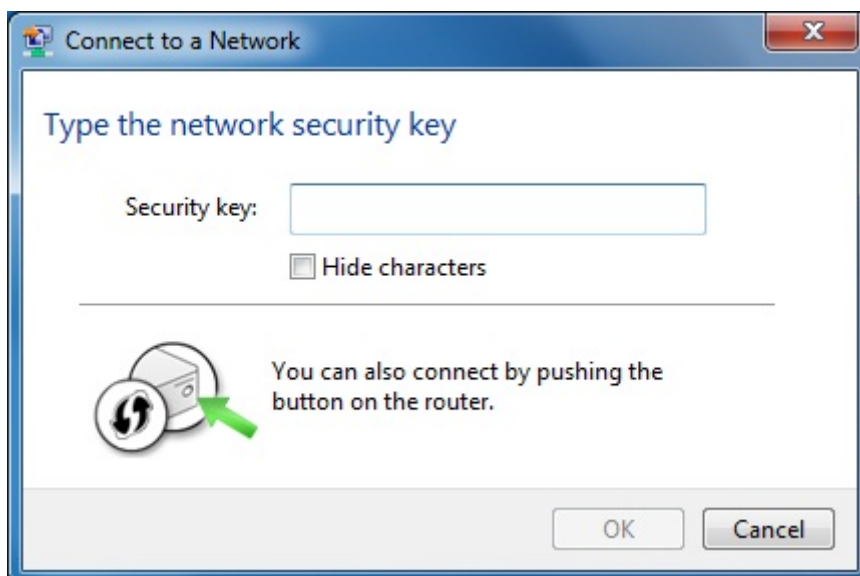 Connect to a Network
Type the network security key
Security key:
Hide characters
You can also connect by pushing the
button on the router.
OK Cancel